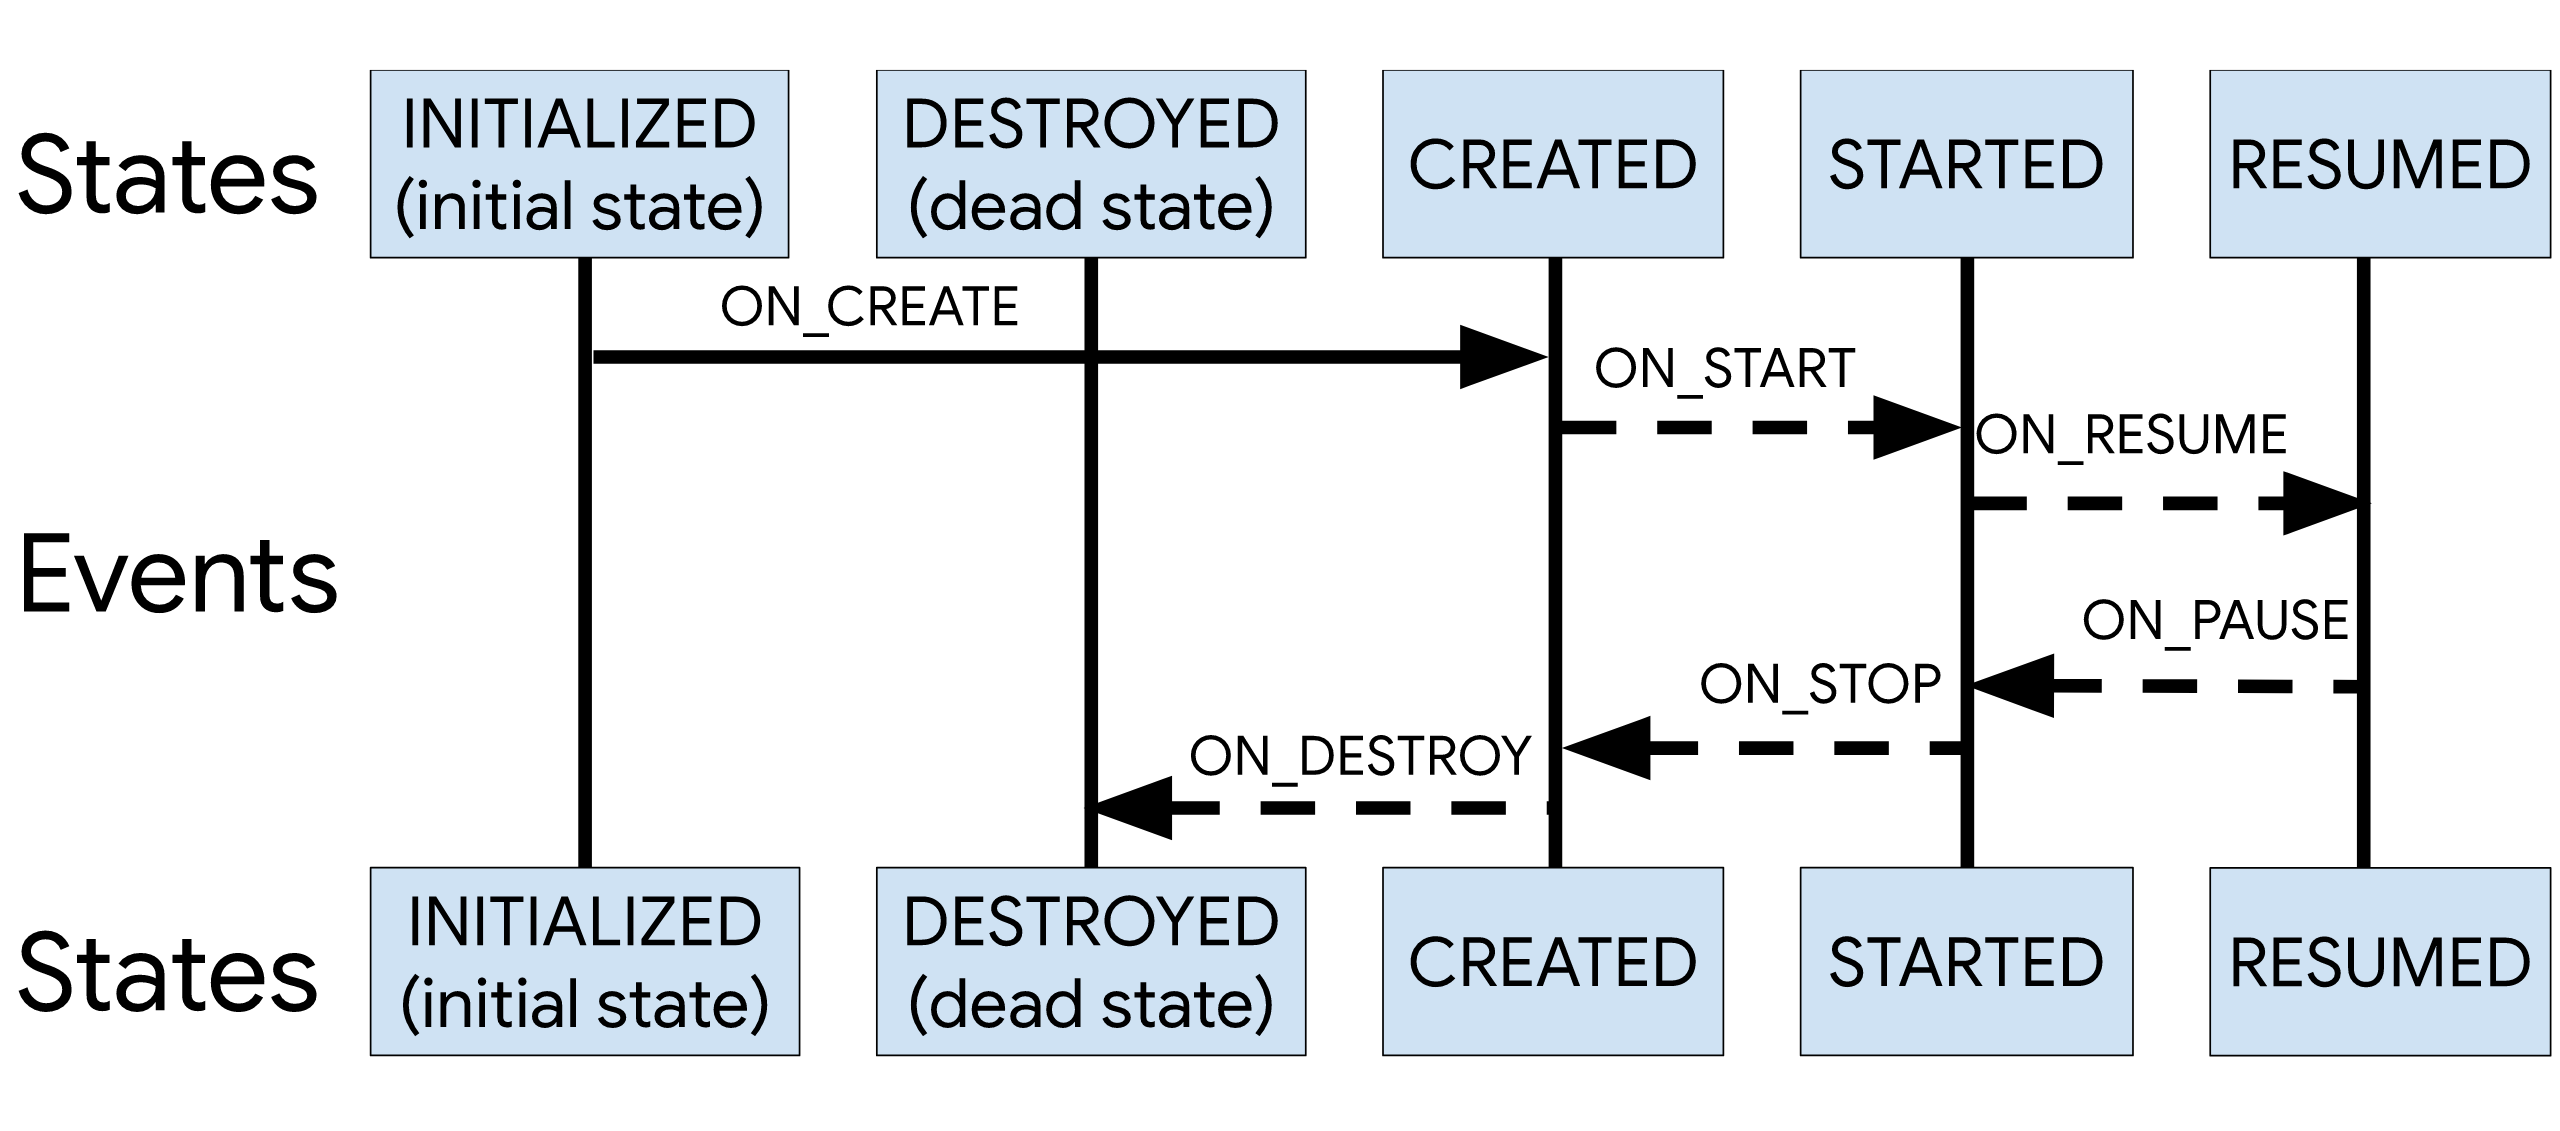 States
INITIALIZED
(initial state)
DESTROYED
(dead state)
CREATED
STARTED
RESUMED
ON_CREATE
ON_START
ON_RESUME
Events
ON_PAUSE
ON_STOP
ON_DESTROY
States
INITIALIZED
(initial state)
DESTROYED
(dead state)
CREATED
STARTED
RESUMED